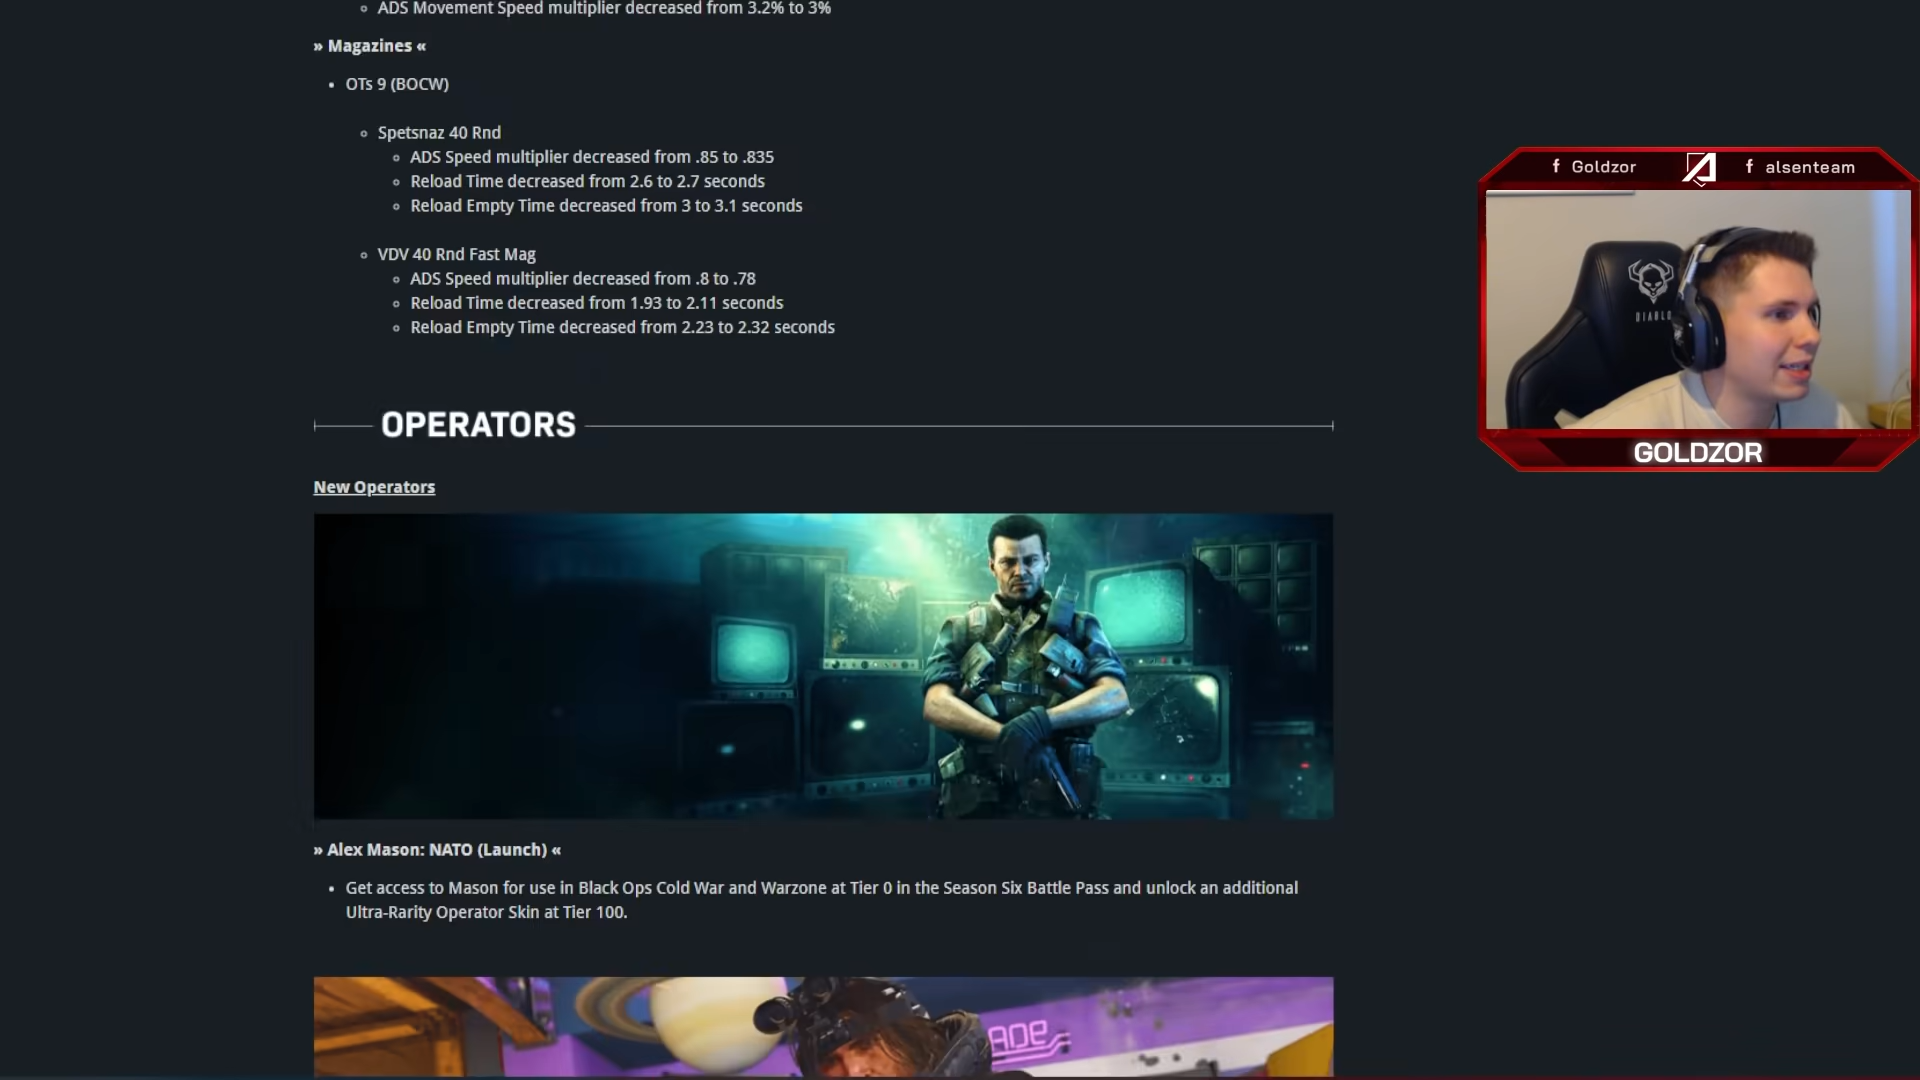 ADS Movement Speed multiplier decreased from 3.2% to 3%
» Magazines «
OTs 9 (BOCW)
Spetsnaz 40 Rnd
ADS Speed multiplier decreased from .85 to .835
Reload Time decreased from 2.6 to 2.7 seconds
Reload Empty Time decreased from 3 to 3.1 seconds
VDV 40 Rnd Fast Mag
ADS Speed multiplier decreased from .8 to .78
Reload Time decreased from 1.93 to 2.11 seconds
Reload Empty Time decreased from 2.23 to 2.32 seconds
OPERATORS
New Operators
» Alex Mason: NATO (Launch) «
Get access to Mason for use in Black Ops Cold War and Warzone at Tier 0 in the Season Six Battle Pass and unlock an additional
Ultra-Rarity Operator Skin at Tier 100.
Goldzor
alsenteam
DIABLO
GOLDZOR